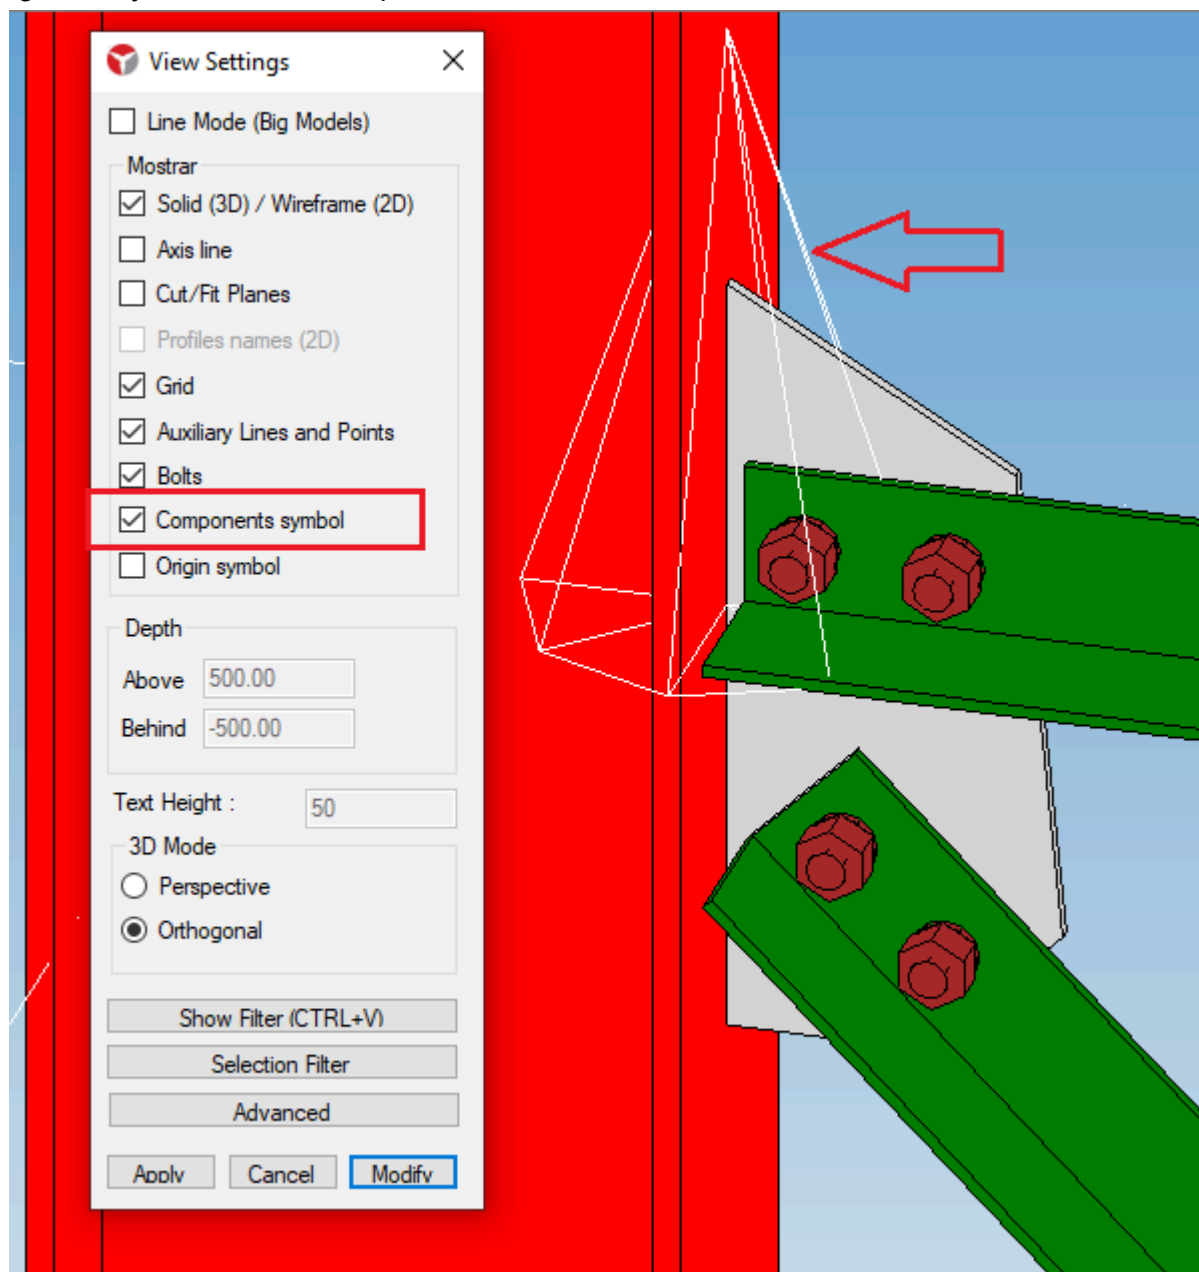 View Settings
Line Mode (Big Models)
Mostrar
Solid (3D) / Wireframe (2D)
Axis line
Cut/Fit Planes
Profiles names (2D)
Grid
Auxiliary Lines and Points
Bolts
Components symbol
Origin symbol
Depth
Above 500.00
Behind -500.00
Text Height : 50
3D Mode
Perspective
Orthogonal
Show Filter (CTRL+V)
Selection Filter
Advanced
Apply Cancel Modify